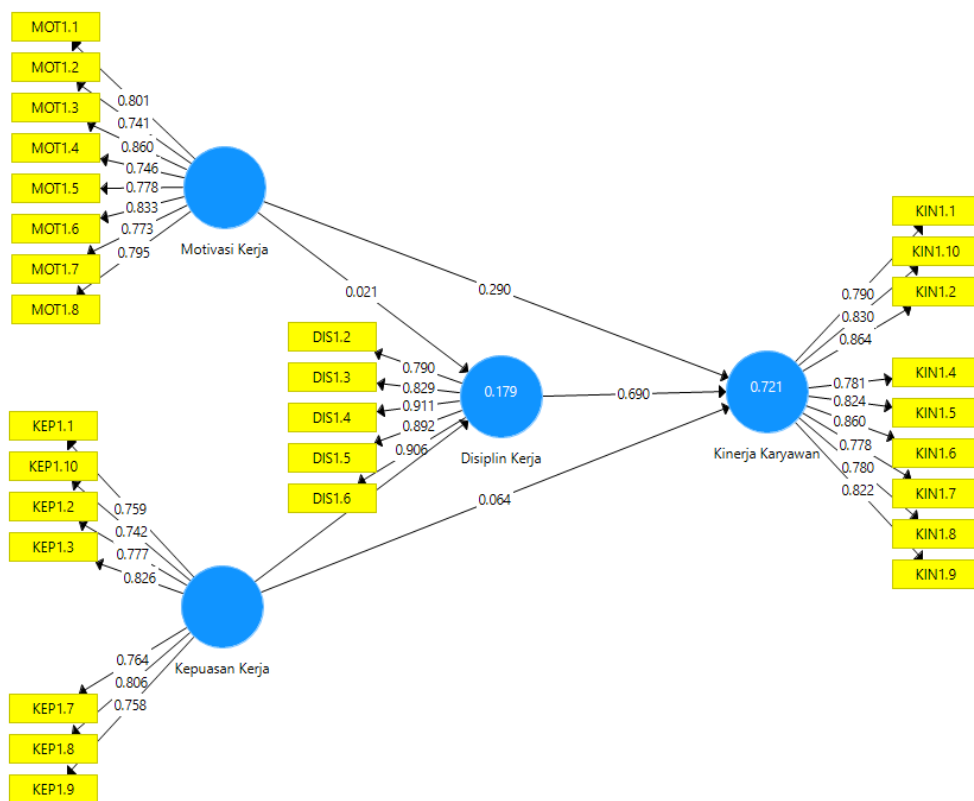 MOT1.1
MOT1.2
MOT1.3
MOT1.4
MOT1.5
MOT1.6
MOT1.7
MOT1.8
0.801
0.741
0.860
0.746
0.778
0.833
0.773
0.795
Motivasi Kerja
0.021
0.290
DIS1.2
DIS1.3
DIS1.4
DIS1.5
DIS1.6
0.790
0.829
0.911
0.892
0.906
0.179
Disiplin Kerja
0.690
0.064
KEP1.1
KEP1.10
KEP1.2
KEP1.3
0.759
0.742
0.777
0.826
Kepuasan Kerja
0.764
0.806
0.758
KEP1.7
KEP1.8
KEP1.9
0.721
Kinerja Karyawan
0.790
0.830
0.864
0.781
0.824
0.860
0.778
0.780
0.822
KIN1.1
KIN1.10
KIN1.2
KIN1.4
KIN1.5
KIN1.6
KIN1.7
KIN1.8
KIN1.9